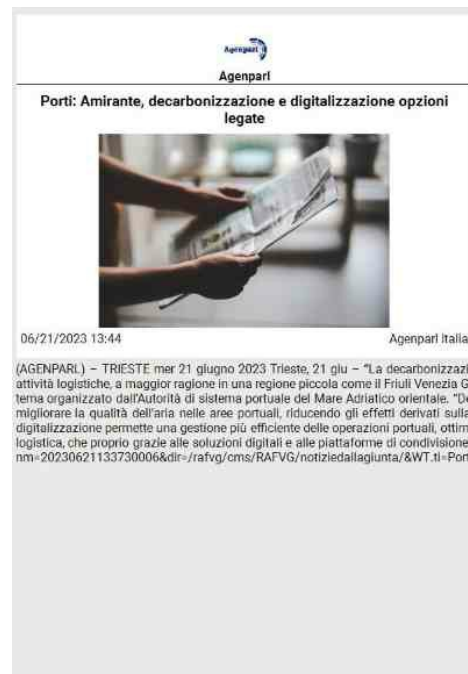 Agenparl
Agenparl
Porti: Amirante, decarbonizzazione e digitalizzazione opzioni
legate
06/21/2023 13:44
Agenparl Italia
(AGENPARL) – TRIESTE mer 21 giugno 2023 Trieste, 21 giu – "La decarbonizzazi
attività logistiche, a maggior ragione in una regione piccola come il Friuli Venezia G
tema organizzato dall'Autorità di sistema portuale del Mare Adriatico orientale. "De
migliorare la qualità dell'aria nelle aree portuali, riducendo gli effetti derivati sulla
digitalizzazione permette una gestione più efficiente delle operazioni portuali, ottim
logistica, che proprio grazie alle soluzioni digitali e alle piattaforme di condivisione
nm=20230621133730006&dir=/rafvg/cms/RAFVG/notiziedallagiunta/&WT.ti=Port